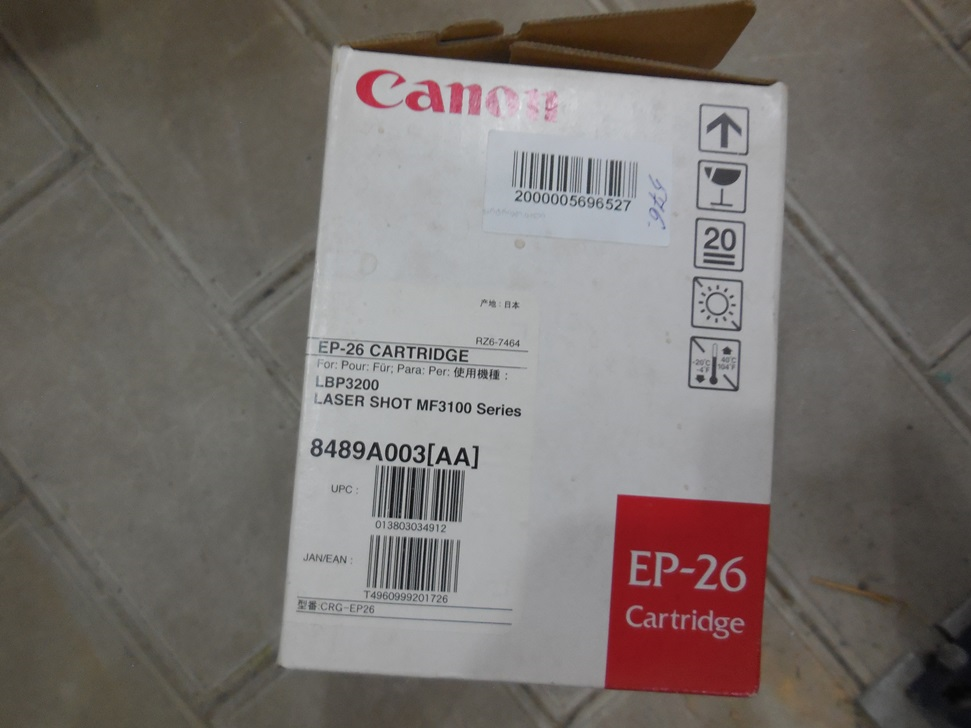 Canon
2000005696527
20
产地：日本
RZ6-7464
EP-26 CARTRIDGE
For: Pour: Für; Para: Per: 使用機種：
LBP3200
LASER SHOT MF3100 Series
8489A003[AA]
UPC :
013803034912
JAN/EAN :
T4960999201726
型番:CRG-EP26
EP-26
Cartridge